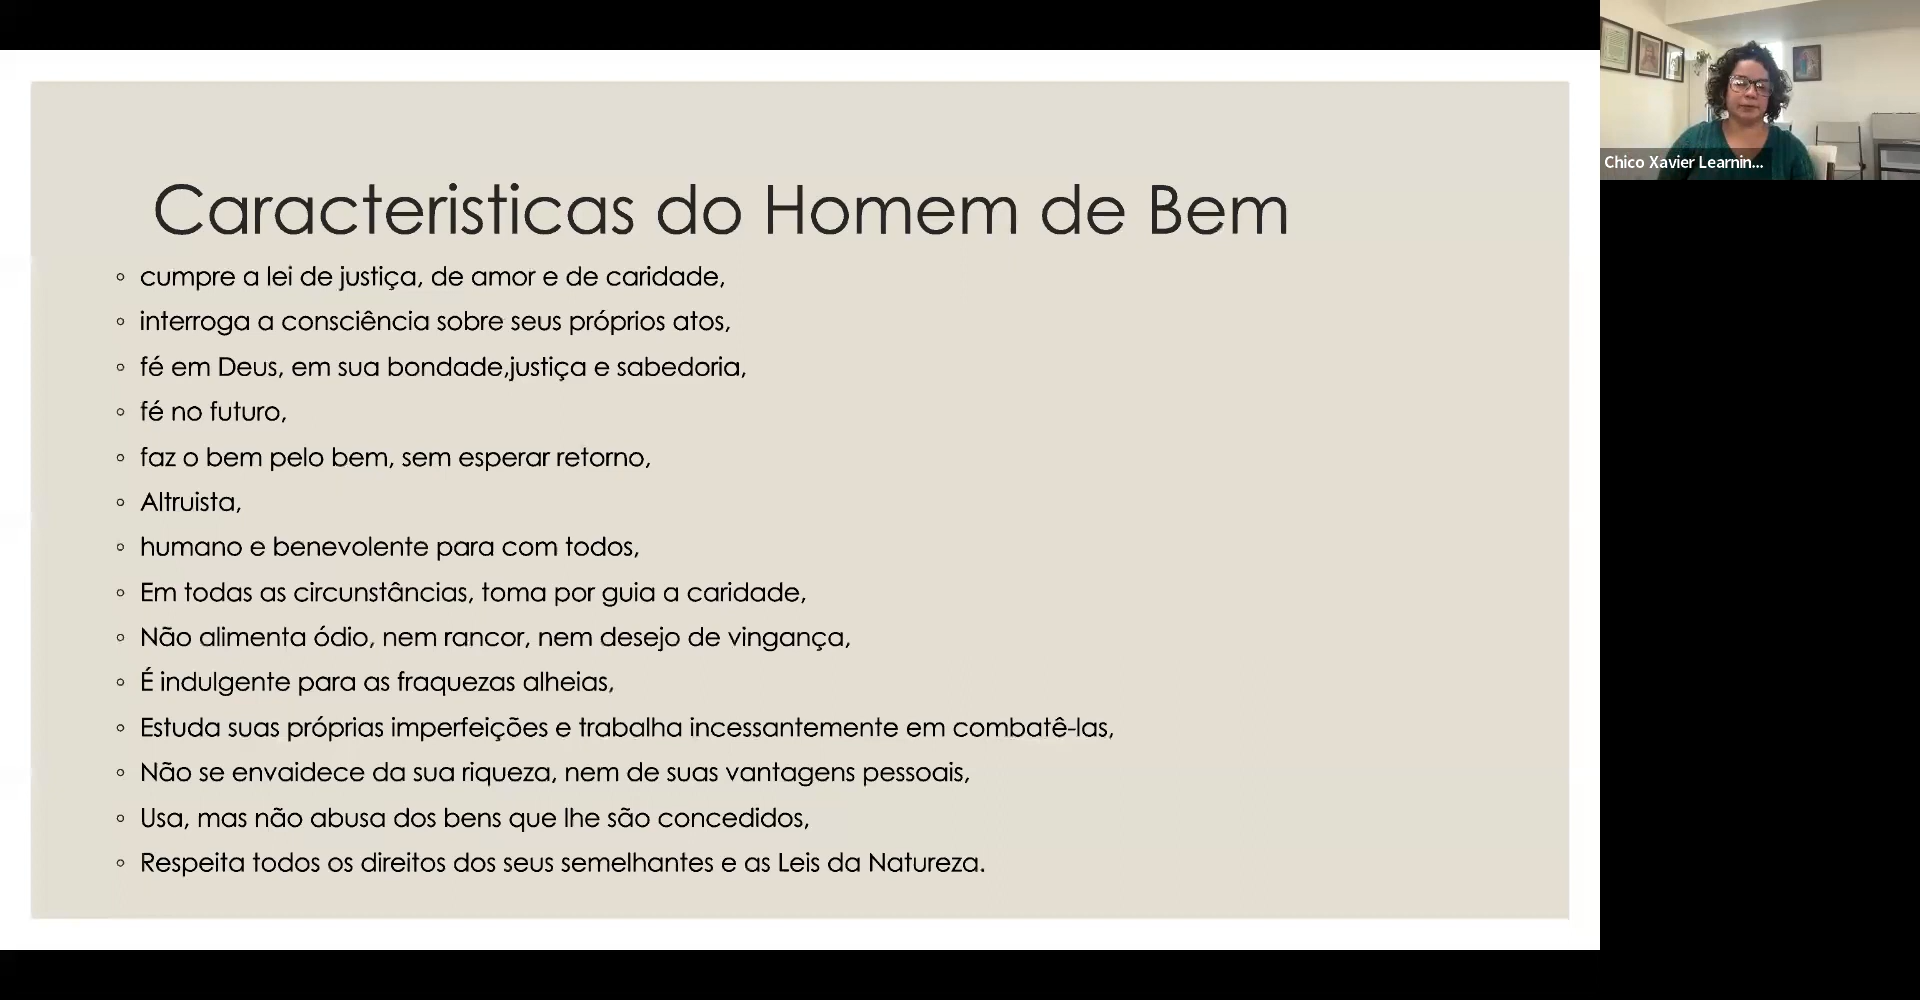 Caracteristicas do Homem de Bem
cumpre a lei de justiça, de amor e de caridade,
interroga a consciência sobre seus próprios atos,
fé em Deus, em sua bondade,justiça e sabedoria,
fé no futuro,
faz o bem pelo bem, sem esperar retorno,
Altruista,
humano e benevolente para com todos,
Em todas as circunstâncias, toma por guia a caridade,
Não alimenta ódio, nem rancor, nem desejo de vingança,
É indulgente para as fraquezas alheias,
Estuda suas próprias imperfeições e trabalha incessantemente em combatê-las,
Não se envaidece da sua riqueza, nem de suas vantagens pessoais,
Usa, mas não abusa dos bens que lhe são concedidos,
Respeita todos os direitos dos seus semelhantes e as Leis da Natureza.
Chico Xavier Learnin...